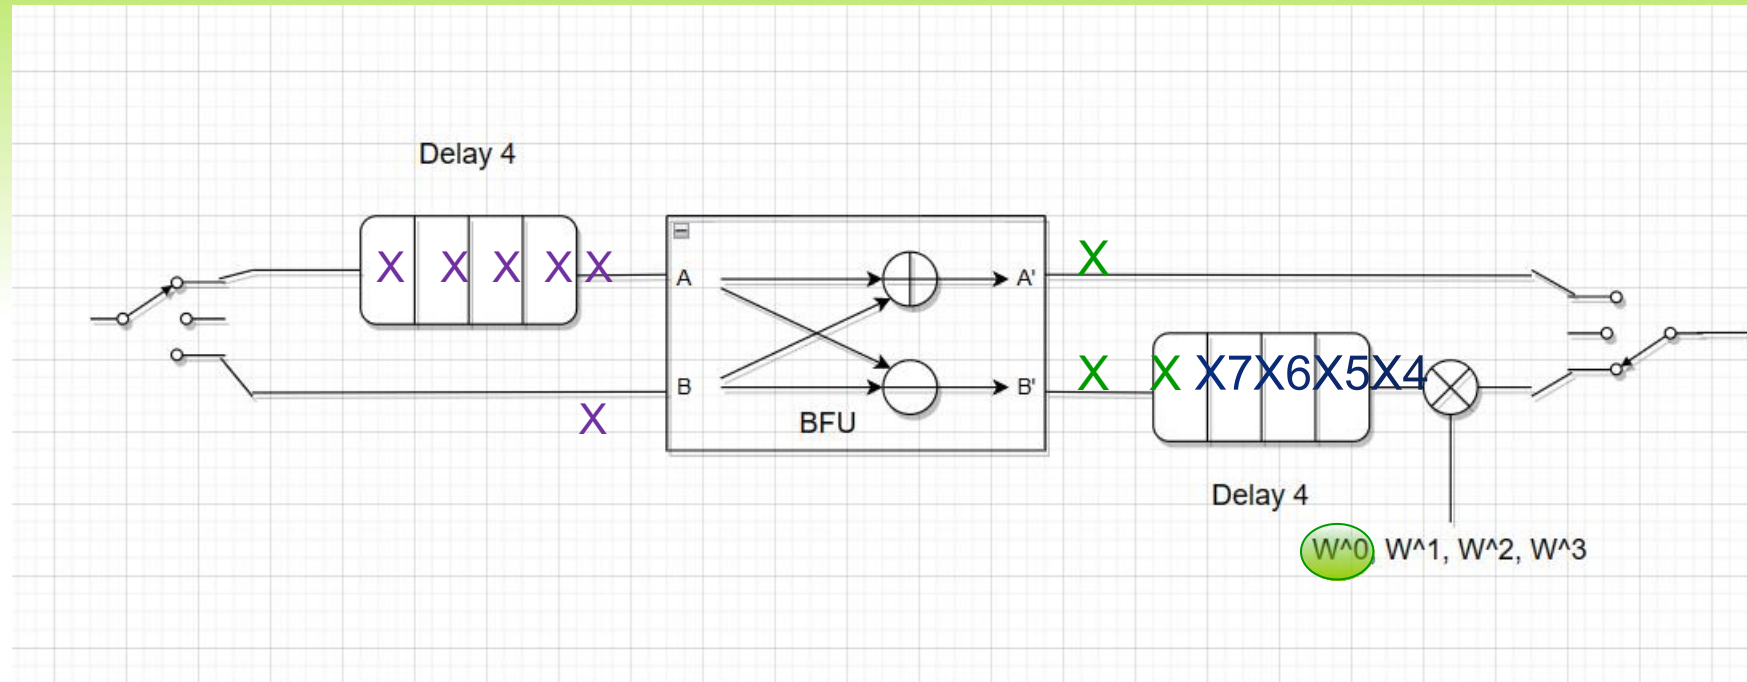 Delay 4
X X X X X
X
A
B
A'
B'
BFU
X
X X X7X6X5X4
Delay 4
W^0, W^1, W^2, W^3